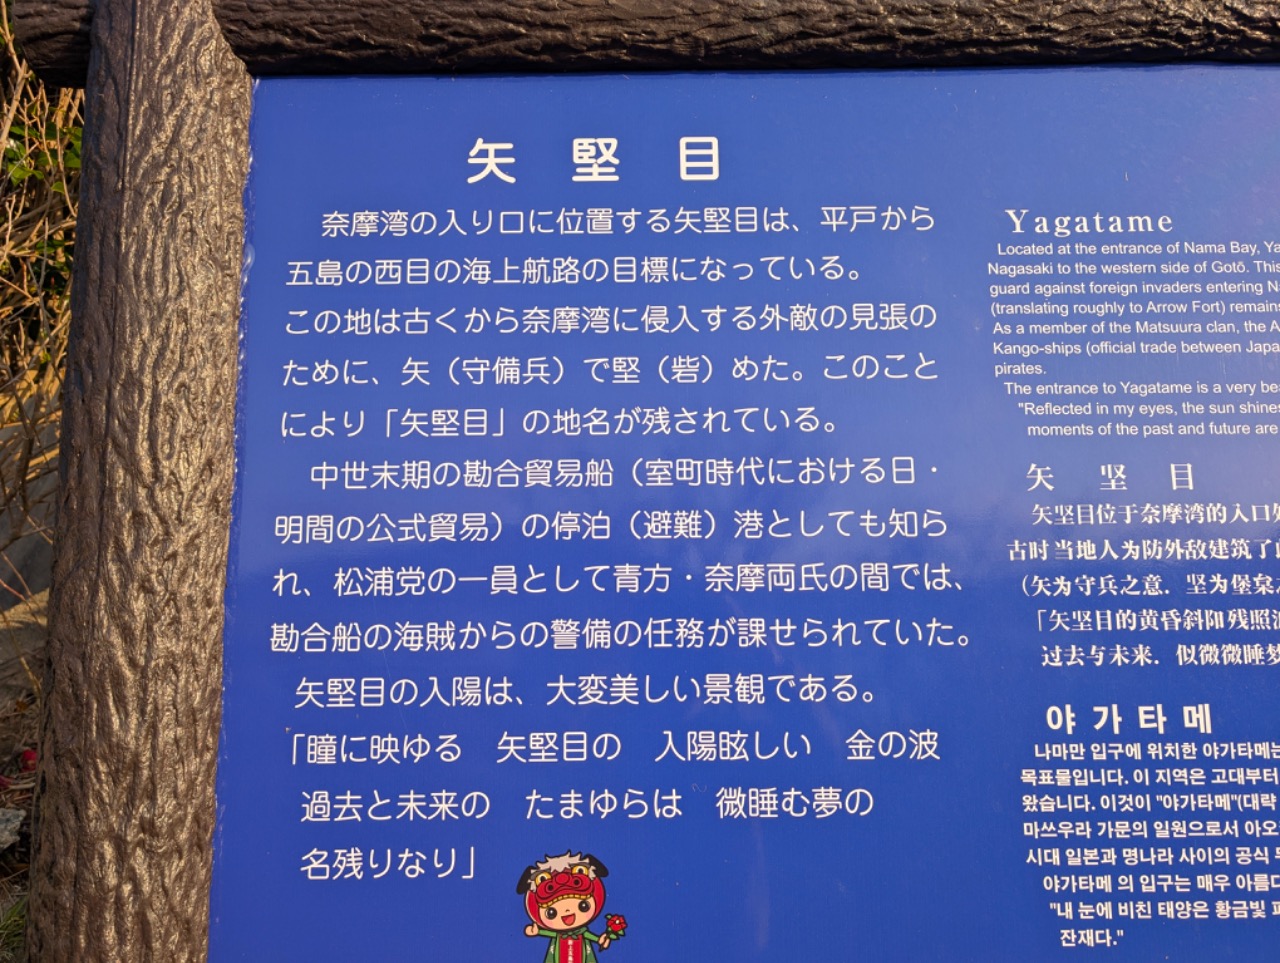 矢堅目
奈摩湾の入り口に位置する矢堅目は、平戸から
五島の西目の海上航路の目標になっている。
この地は古くから奈摩湾に侵入する外敵の見張の
ために、矢（守備兵）で堅（砦）めた。このこと
により「矢堅目」の地名が残されている。
中世末期の勘合貿易船（室町時代における日・
明間の公式貿易）の停泊（避難）港としても知ら
れ、松浦党の一員として青方・奈摩両氏の間では、
勘合船の海賊からの警備の任務が課せられていた。
矢堅目の入陽は、大変美しい景観である。
「瞳に映ゆる　矢堅目の　入陽眩しい　金の波
過去と未来の　たまゆらは　微睡む夢の
名残りなり」
Yagatame
Located at the entrance of Nama Bay, Ya
Nagasaki to the western side of Gotō. This
guard against foreign invaders entering N
(translating roughly to Arrow Fort) remain
As a member of the Matsuura clan, the A
Kango-ships (official trade between Japa
pirates.
The entrance to Yagatame is a very be
"Reflected in my eyes, the sun shine
moments of the past and future are
矢坚目
矢坚目位于奈摩湾的入口
古时当地人为防外敌建筑了
（矢为守兵之意．坚为堡
「矢坚目的黄昏斜阳残照
过去与未来．似微微睡梦
야가타메
나마만 입구에 위치한 야가타메는
목표물입니다. 이 지역은 고대부터
왔습니다. 이것이 "야가타메"(대략
마쓰우라 가문의 일원으로서 아오
시대 일본과 명나라 사이의 공식
야가타메 의 입구는 매우 아름다
"내 눈에 비친 태양은 황금빛
잔재다."